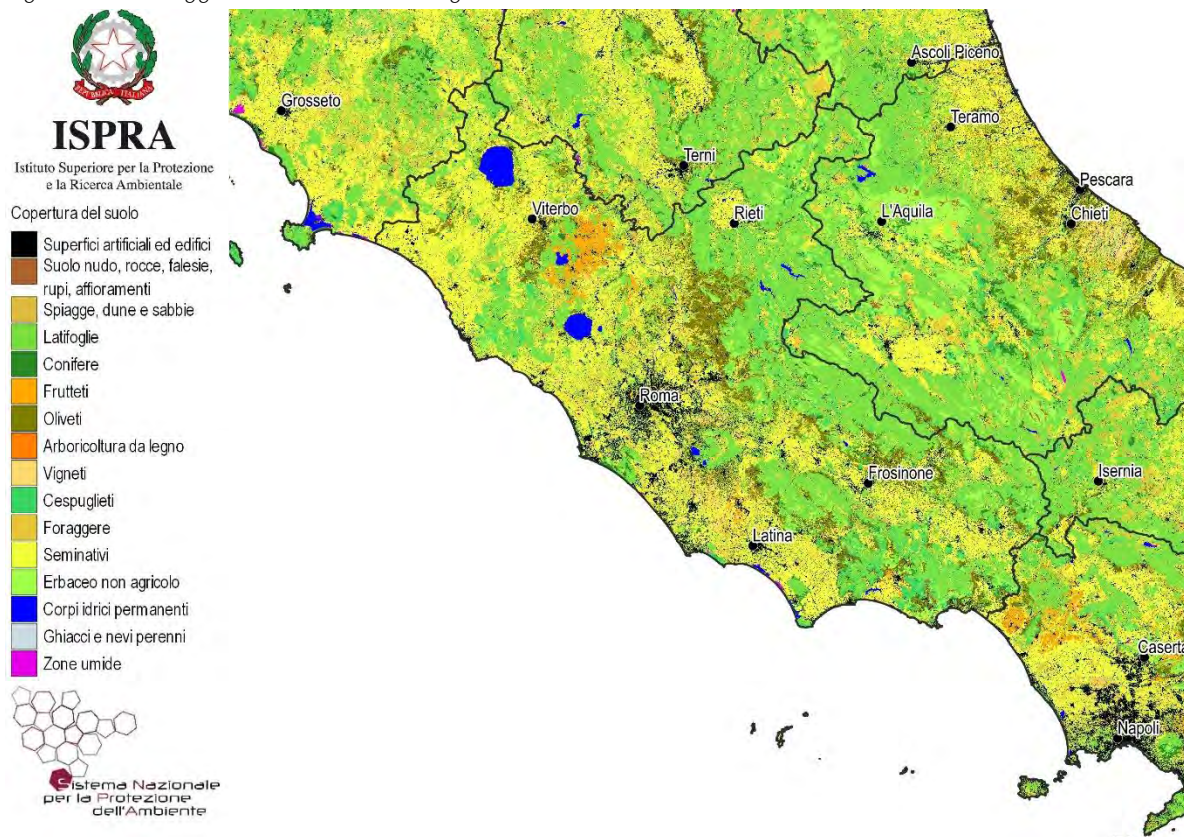 REPVBBLICA ITALIANA
ISPRA
Istituto Superiore per la Protezione
e la Ricerca Ambientale
Copertura del suolo
Superfici artificiali ed edifici
Suolo nudo, rocce, falesie,
rupi, affioramenti
Spiagge, dune e sabbie
Latifoglie
Conifere
Frutteti
Oliveti
Arboricoltura da legno
Vigneti
Cespuglieti
Foraggere
Seminativi
Erbaceo non agricolo
Corpi idrici permanenti
Ghiacci e nevi perenni
Zone umide
Sistema Nazionale
per la Protezione
dell'Ambiente
Ascoli Piceno
Grosseto
Teramo
Terni
Pescara
Viterbo
Rieti
L'Aquila
Chieti
Roma
Frosinone
Isernia
Latina
Caserta
Napoli